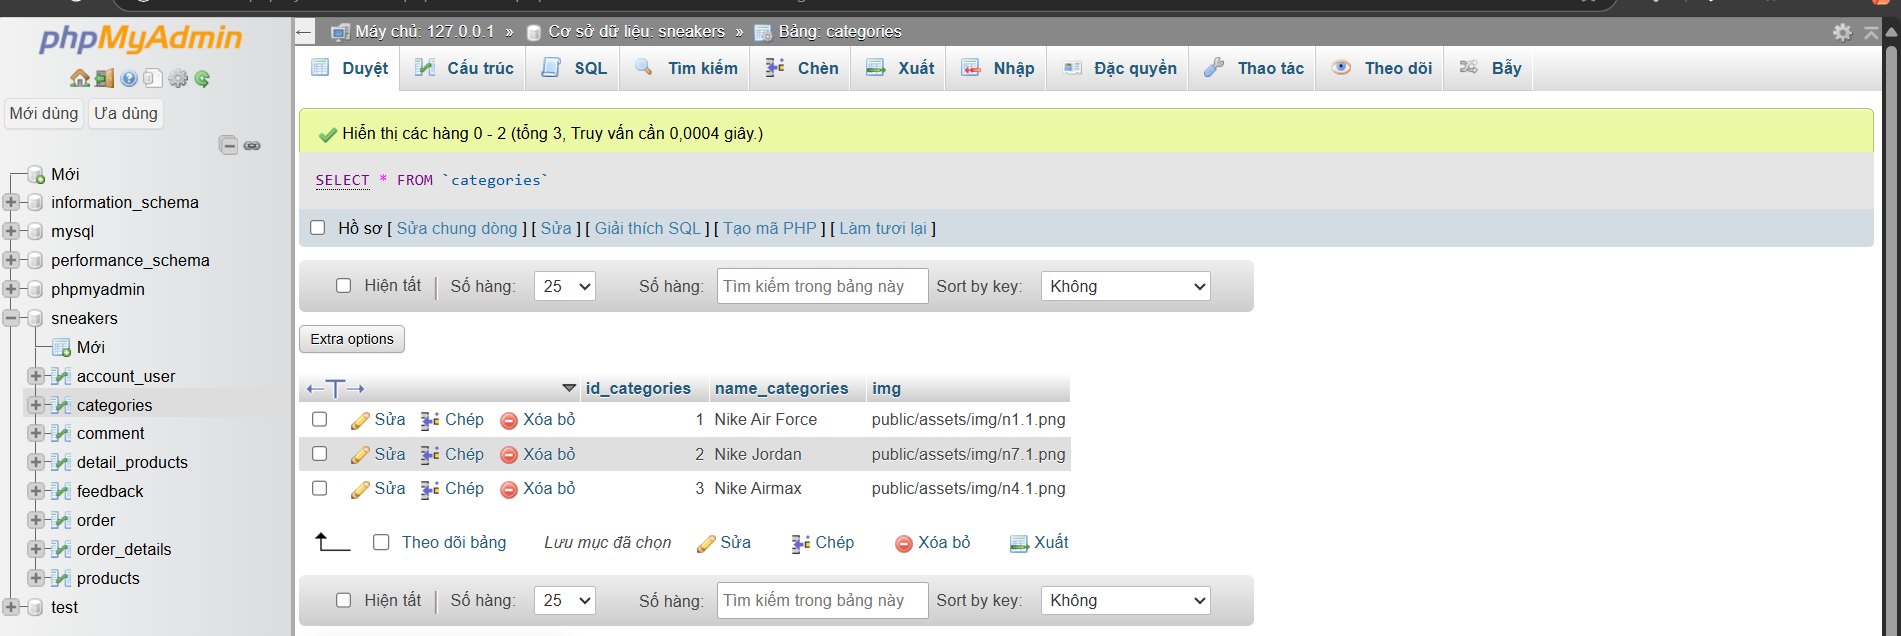 phpMyAdmin
Mới dùng Ưa dùng
Mới
information_schema
mysql
performance_schema
phpmyadmin
sneakers
Mới
account_user
categories
comment
detail_products
feedback
order
order_details
products
test
← Máy chủ: 127.0.0.1 » Cơ sở dữ liệu: sneakers » Bảng: categories
Duyệt Cấu trúc SQL Tìm kiếm Chèn Xuất Nhập Đặc quyền Thao tác Theo dõi Bẫy
Hiển thị các hàng 0 - 2 (tổng 3, Truy vấn cần 0,0004 giây.)
SELECT * FROM `categories`
Hồ sơ [ Sửa chung dòng ] [ Sửa ] [ Giải thích SQL ] [ Tạo mã PHP ] [ Làm tươi lại ]
Hiện tất | Số hàng: 25 Số hàng: Tìm kiếm trong bảng này Sort by key: Không
Extra options
←T→ id_categories name_categories img
Sửa Chép Xóa bỏ 1 Nike Air Force public/assets/img/n1.1.png
Sửa Chép Xóa bỏ 2 Nike Jordan public/assets/img/n7.1.png
Sửa Chép Xóa bỏ 3 Nike Airmax public/assets/img/n4.1.png
Theo dõi bảng Lưu mục đã chọn Sửa Chép Xóa bỏ Xuất
Hiện tất | Số hàng: 25 Số hàng: Tìm kiếm trong bảng này Sort by key: Không